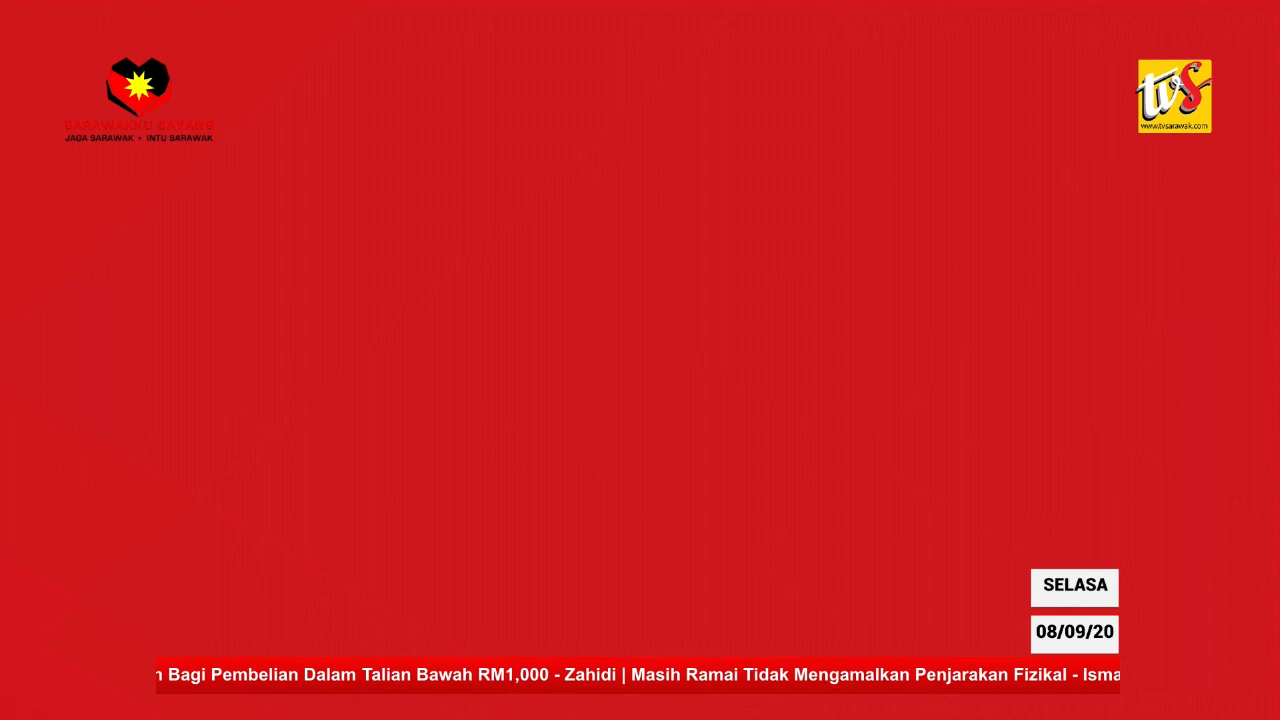 SARAWAKKU SAYANG
JAGA SARAWAK • INTU SARAWAK
tvS
www.tvsarawak.com
SELASA
08/09/20
Bagi Pembelian Dalam Talian Bawah RM1,000 - Zahidi | Masih Ramai Tidak Mengamalkan Penjarakan Fizikal - Isma